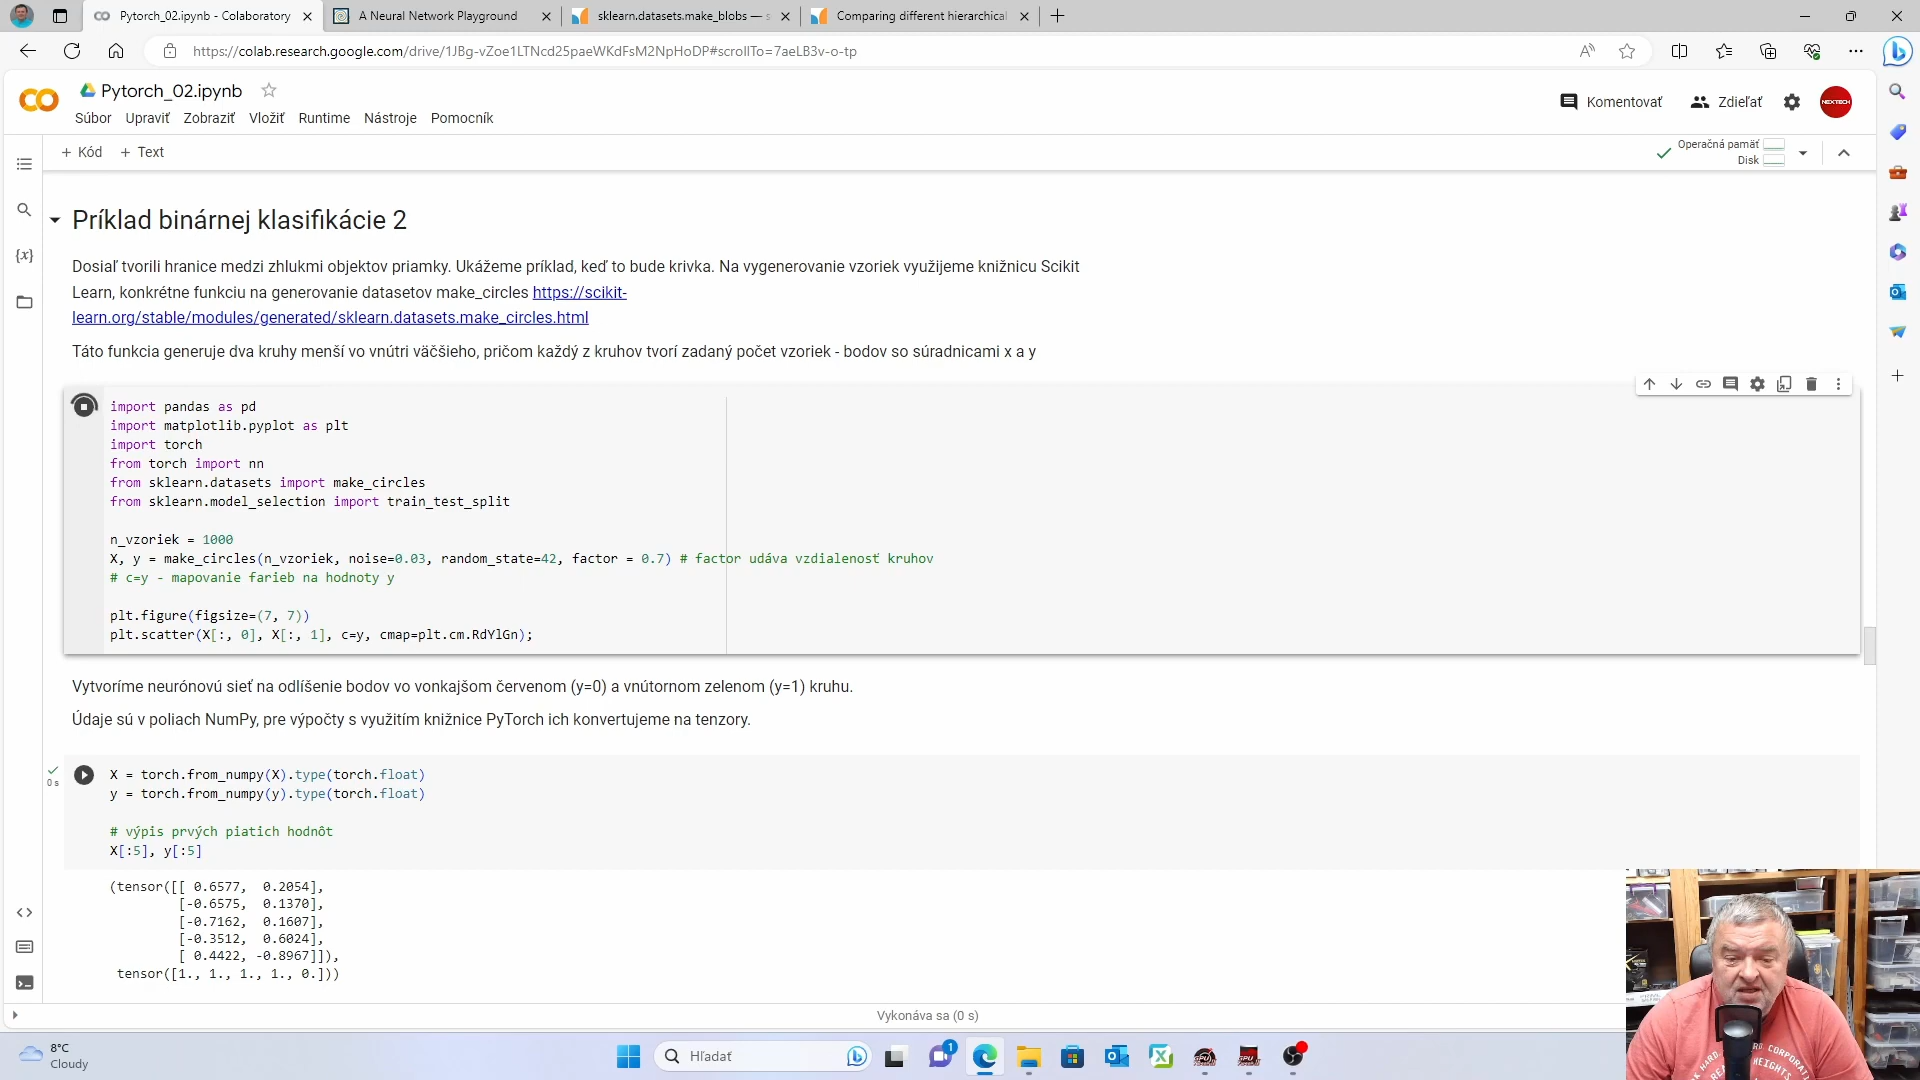 Pytorch_02.ipynb - Colaboratory
A Neural Network Playground
sklearn.datasets.make_blobs —
Comparing different hierarchical
https://colab.research.google.com/drive/1JBg-vZoe1LTNcd25paeWKdFsM2NpHoDP#scrollTo=7aeLB3v-o-tp
Pytorch_02.ipynb
Súbor Upraviť Zobraziť Vložiť Runtime Nástroje Pomocník
Komentovať
Zdieľať
NEXTECH
+ Kód + Text
Operačná pamäť
Disk
Príklad binárnej klasifikácie 2
Dosiaľ tvorili hranice medzi zhlukmi objektov priamky. Ukážeme príklad, keď to bude krivka. Na vygenerovanie vzoriek využijeme knižnicu Scikit
Learn, konkrétne funkciu na generovanie datasetov make_circles https://scikit-
learn.org/stable/modules/generated/sklearn.datasets.make_circles.html
Táto funkcia generuje dva kruhy menší vo vnútri väčšieho, pričom každý z kruhov tvorí zadaný počet vzoriek - bodov so súradnicami x a y
import pandas as pd
import matplotlib.pyplot as plt
import torch
from torch import nn
from sklearn.datasets import make_circles
from sklearn.model_selection import train_test_split
n_vzoriek = 1000
X, y = make_circles(n_vzoriek, noise=0.03, random_state=42, factor = 0.7) # factor udáva vzdialenosť kruhov
# c=y - mapovanie farieb na hodnoty y
plt.figure(figsize=(7, 7))
plt.scatter(X[:, 0], X[:, 1], c=y, cmap=plt.cm.RdYlGn);
Vytvoríme neurónovú sieť na odlíšenie bodov vo vonkajšom červenom (y=0) a vnútornom zelenom (y=1) kruhu.
Údaje sú v poliach NumPy, pre výpočty s využitím knižnice PyTorch ich konvertujeme na tenzory.
0 s
X = torch.from_numpy(X).type(torch.float)
y = torch.from_numpy(y).type(torch.float)
# výpis prvých piatich hodnôt
X[:5], y[:5]
(tensor([[ 0.6577, 0.2054],
[-0.6575, 0.1370],
[-0.7162, 0.1607],
[-0.3512, 0.6024],
[ 0.4422, -0.8967]]),
tensor([1., 1., 1., 1., 0.]))
Vykonáva sa (0 s)
8°C
Cloudy
Hľadať
1